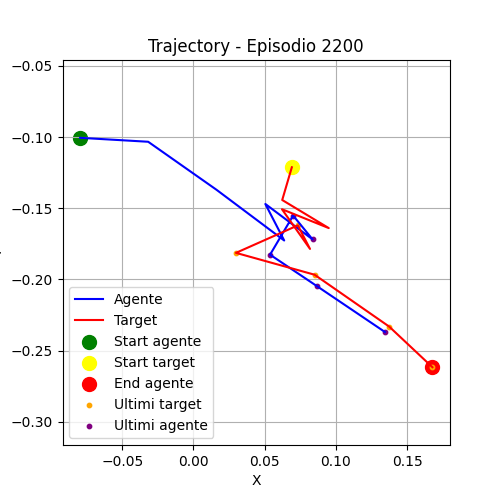 Trajectory - Episodio 2200
−0.05
−0.10
−0.15
−0.20
−0.25
−0.30
Agente
Target
Start agente
Start target
End agente
Ultimi target
Ultimi agente
−0.05
0.00
0.05
0.10
0.15
X